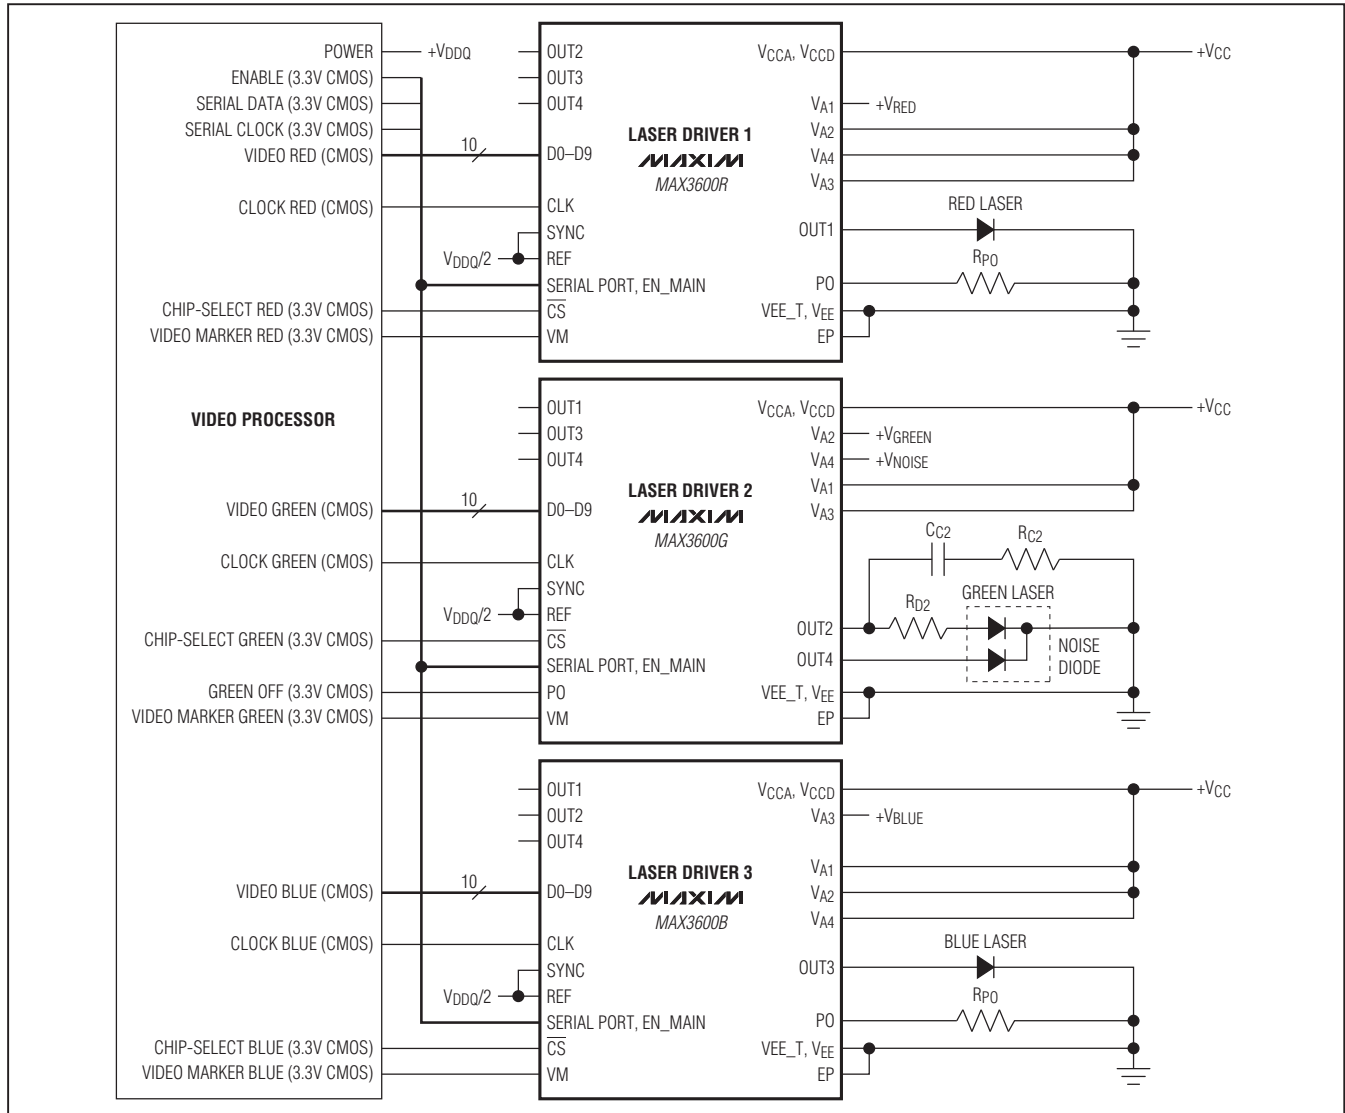 POWER
ENABLE (3.3V CMOS)
SERIAL DATA (3.3V CMOS)
SERIAL CLOCK (3.3V CMOS)
VIDEO RED (CMOS)
CLOCK RED (CMOS)
CHIP-SELECT RED (3.3V CMOS)
VIDEO MARKER RED (3.3V CMOS)
VIDEO PROCESSOR
VIDEO GREEN (CMOS)
CLOCK GREEN (CMOS)
CHIP-SELECT GREEN (3.3V CMOS)
GREEN OFF (3.3V CMOS)
VIDEO MARKER GREEN (3.3V CMOS)
VIDEO BLUE (CMOS)
CLOCK BLUE (CMOS)
CHIP-SELECT BLUE (3.3V CMOS)
VIDEO MARKER BLUE (3.3V CMOS)
+VDDQ
10
VDDQ/2
OUT2
OUT3
OUT4
D0–D9
CLK
SYNC
REF
SERIAL PORT, EN_MAIN
CS
VM
LASER DRIVER 1
MAXIM
MAX3600R
VCCA, VCCD
VA1
VA2
VA4
VA3
OUT1
PO
VEE_T, VEE
EP
+VCC
+VRED
RED LASER
RPO
10
VDDQ/2
OUT1
OUT3
OUT4
D0–D9
CLK
SYNC
REF
CS
SERIAL PORT, EN_MAIN
PO
VM
LASER DRIVER 2
MAXIM
MAX3600G
VCCA, VCCD
VA2
VA4
VA1
VA3
OUT2
OUT4
VEE_T, VEE
EP
+VCC
+VGREEN
+VNOISE
CC2
RC2
RD2
GREEN LASER
NOISE
DIODE
10
VDDQ/2
OUT1
OUT2
OUT4
D0–D9
CLK
SYNC
REF
SERIAL PORT, EN_MAIN
CS
VM
LASER DRIVER 3
MAXIM
MAX3600B
VCCA, VCCD
VA3
VA1
VA2
VA4
OUT3
PO
VEE_T, VEE
EP
+VCC
+VBLUE
BLUE LASER
RPO